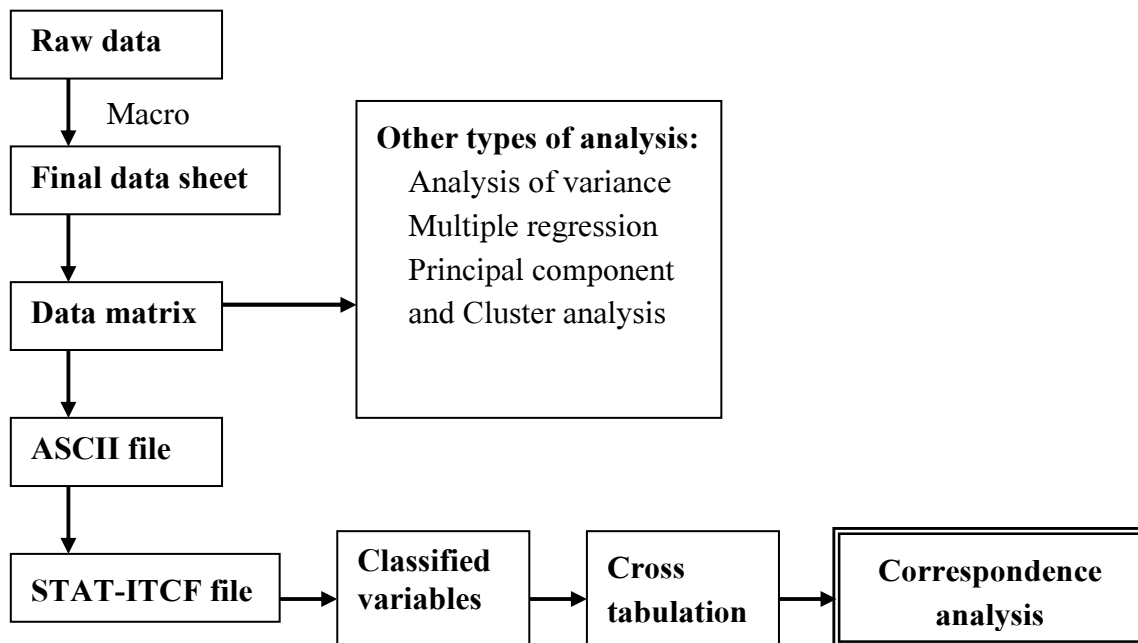 Raw data
Macro
Final data sheet
Data matrix
Other types of analysis:
Analysis of variance
Multiple regression
Principal component
and Cluster analysis
ASCII file
STAT-ITCF file
Classified
variables
Cross
tabulation
Correspondence
analysis